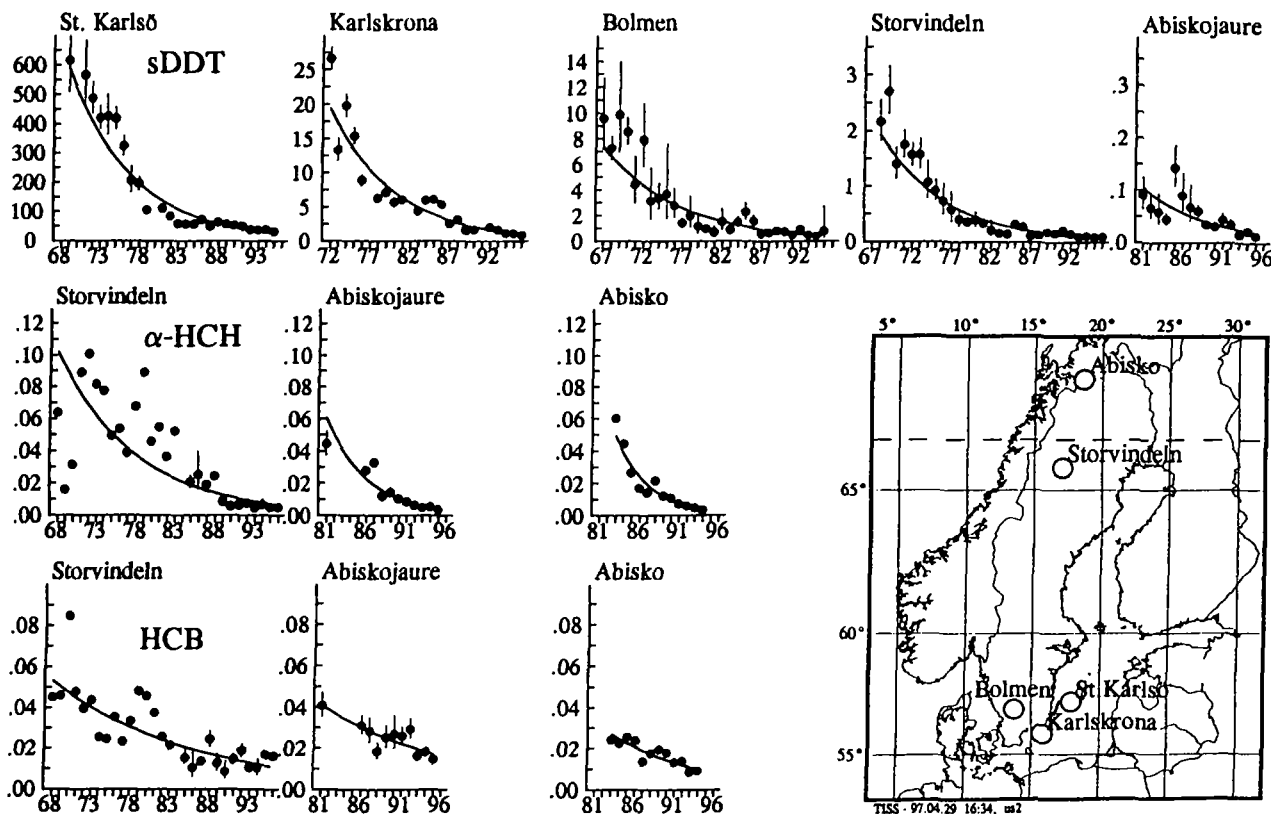 St. Karlsö
Karlskrona
Bolmen
Storvindeln
Abiskojaure
sDDT
600
500
400
300
200
100
0
68 73 78 83 88 93
25
20
15
10
5
0
72 77 82 87 92
14
12
10
8
6
4
2
0
67 72 77 82 87 92
3
2
1
0
67 72 77 82 87 92
.3
.2
.1
.0
81 86 91 96
Storvindeln
Abiskojaure
Abisko
α-HCH
.12
.10
.08
.06
.04
.02
.00
68 73 78 83 88 93
.12
.10
.08
.06
.04
.02
.00
81 86 91 96
.12
.10
.08
.06
.04
.02
.00
81 86 91 96
Storvindeln
Abiskojaure
Abisko
HCB
.08
.06
.04
.02
.00
68 73 78 83 88 93
.08
.06
.04
.02
.00
81 86 91 96
.08
.06
.04
.02
.00
81 86 91 96
5° 10° 15° 20° 25° 30°
65°
60°
55°
Abisko
Storvindeln
Bolmen
St. Karlsö
Karlskrona
TISS - 97.04.29 16:34, us2